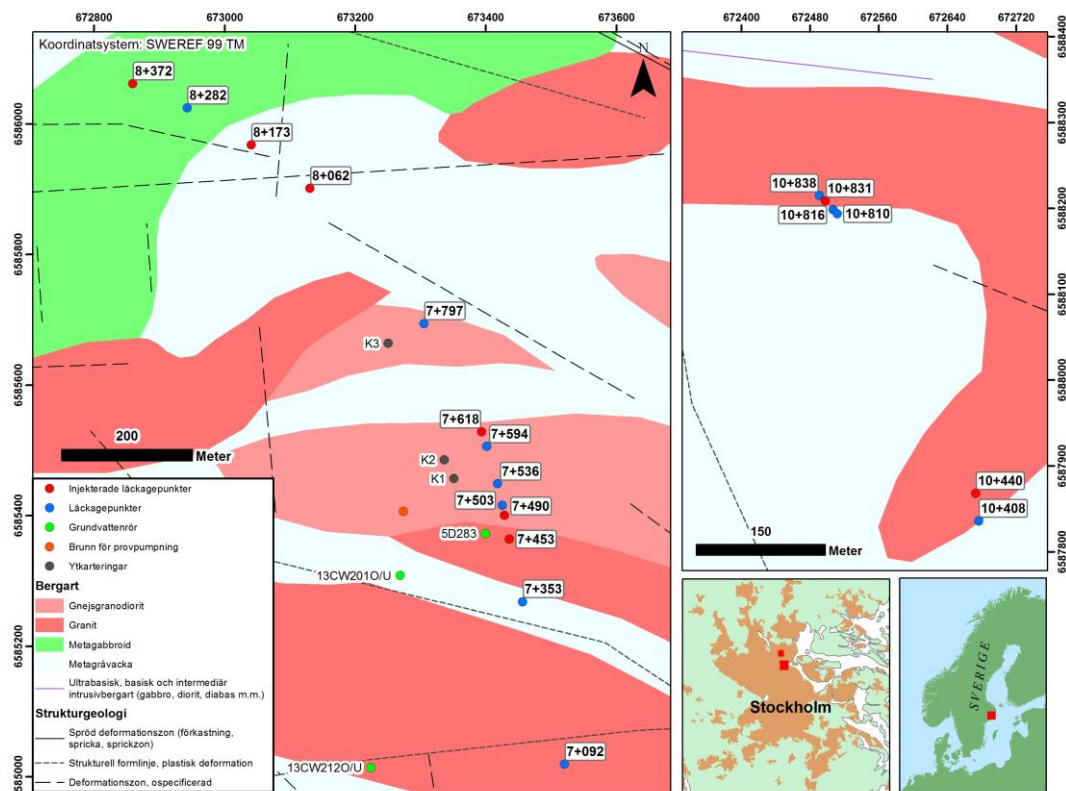 672800 673000 673200 673400 673600
672400 672480 672560 672640 672720
Koordinatsystem: SWEREF 99 TM
N
8+372
8+282
8+173
8+062
7+797
K3
7+618
7+594
K2
K1
7+536
7+503
7+490
5D283
7+453
13CW201O/U
7+353
7+092
13CW212O/U
6586000
6585800
6585600
6585400
6585200
6585000
200
Meter
Injekterade läckagepunkter
Läckagepunkter
Grundvattenrör
Brunn för provpumpning
Ytkarteringar
Bergart
Gnejsgranodiorit
Granit
Metagabbroid
Metagråvacka
Ultrabasisk, basisk och intermediär
intrusivbergart (gabbro, diorit, diabas m.m.)
Strukturgeologi
Spröd deformationszon (förkastning,
spricka, sprickzon)
Strukturell formlinje, plastisk deformation
Deformationzon, ospecificerad
10+838
10+831
10+816
10+810
10+440
10+408
150
Meter
6588400
6588300
6588200
6588100
6588000
6587900
6587800
Stockholm
SVERIGE